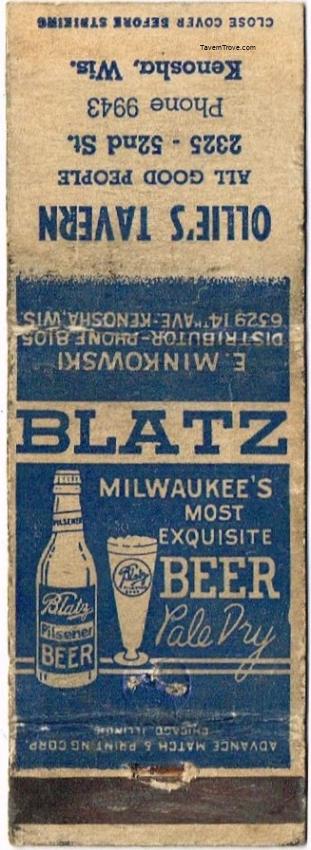 CLOSE COVER BEFORE STRIKING
TavernTrove.com
OLLIE'S TAVERN
ALL GOOD PEOPLE
2325 - 52nd St.
Phone 9943
Kenosha, Wis.
E. MINKOWSKI
DISTRIBUTOR-PHONE 8105
6329 14TH AVE.-KENOSHA, WIS.
BLATZ
MILWAUKEE'S
MOST
EXQUISITE
BEER
Pale Dry
PILSENER
Blatz
Pilsener
BEER
Blatz
ADVANCE MATCH & PRINTING CORP.
CHICAGO, ILLINOIS